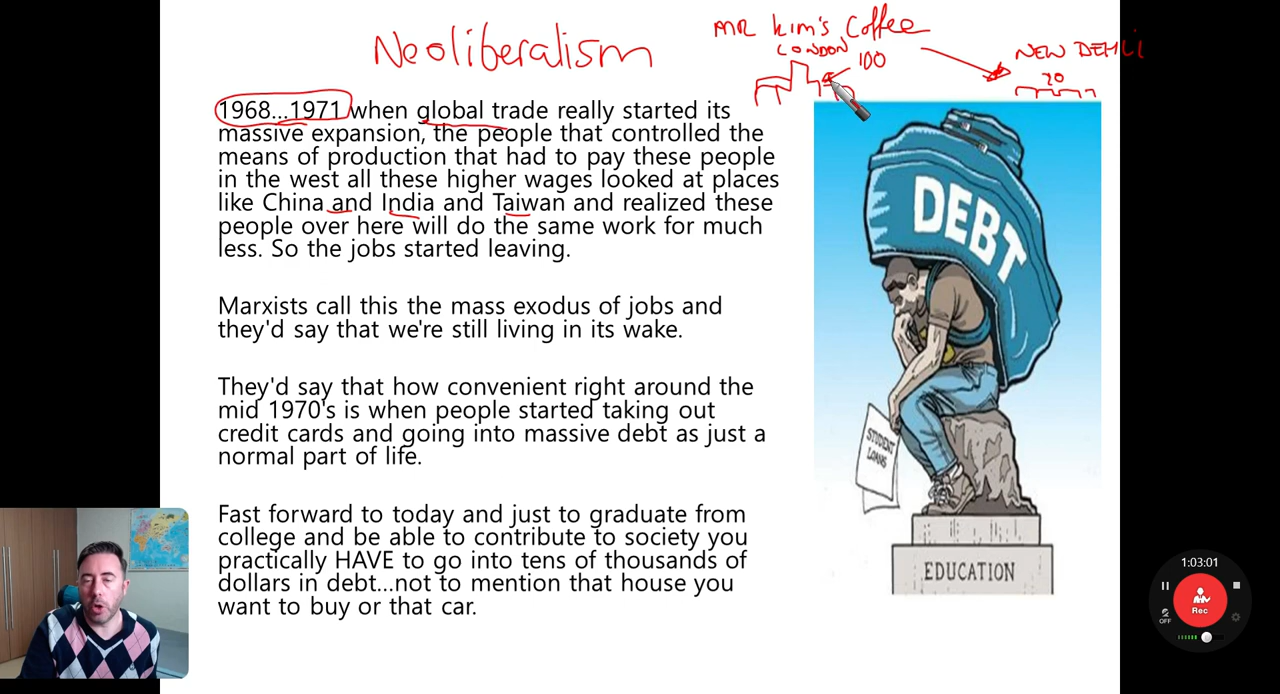 Neoliberalism
MR kim's Coffee
LONDON
100
NEW DEHLI
20
1968...1971 when global trade really started its
massive expansion, the people that controlled the
means of production that had to pay these people
in the west all these higher wages looked at places
like China and India and Taiwan and realized these
people over here will do the same work for much
less. So the jobs started leaving.
Marxists call this the mass exodus of jobs and
they'd say that we're still living in its wake.
They'd say that how convenient right around the
mid 1970's is when people started taking out
credit cards and going into massive debt as just a
normal part of life.
Fast forward to today and just to graduate from
college and be able to contribute to society you
practically HAVE to go into tens of thousands of
dollars in debt...not to mention that house you
want to buy or that car.
DEBT
STUDENT
LOANS
EDUCATION
1:03:01
Rec
OFF